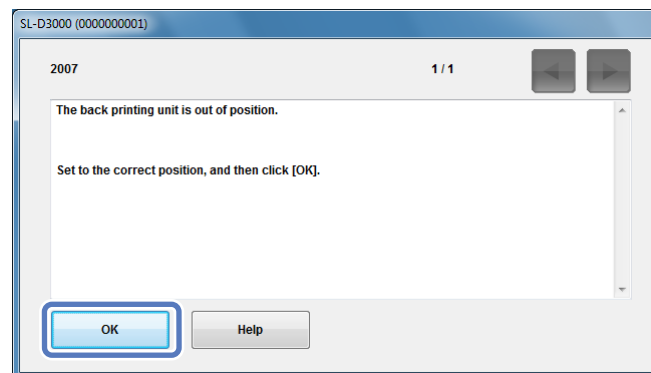 SL-D3000 (0000000001)
2007 1 / 1
The back printing unit is out of position.
Set to the correct position, and then click [OK].
OK Help